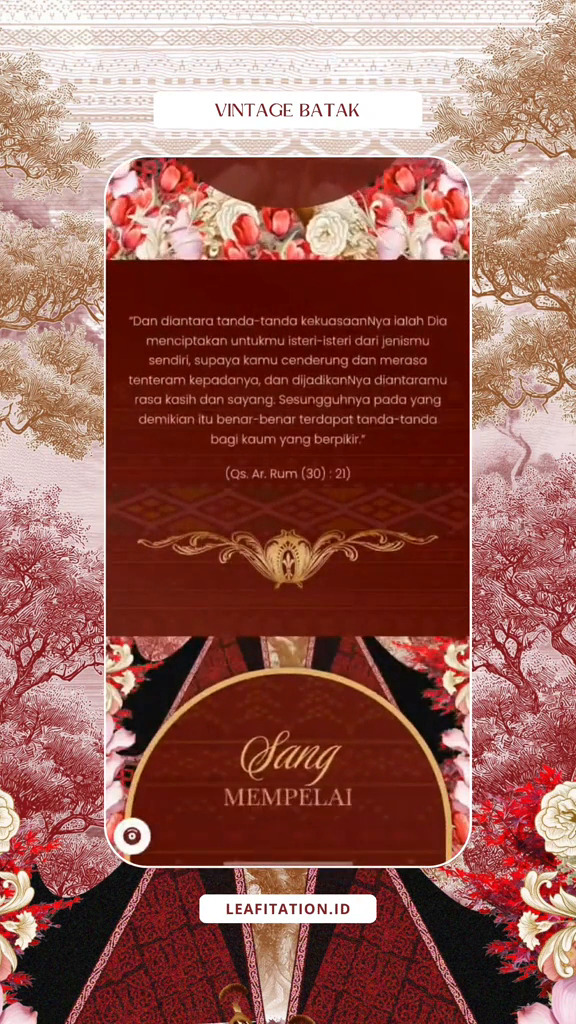 VINTAGE BATAK
"Dan diantara tanda-tanda kekuasaanNya ialah Dia
menciptakan untukmu isteri-isteri dari jenismu
sendiri, supaya kamu cenderung dan merasa
tenteram kepadanya, dan dijadikanNya diantaramu
rasa kasih dan sayang. Sesungguhnya pada yang
demikian itu benar-benar terdapat tanda-tanda
bagi kaum yang berpikir."
(Qs. Ar. Rum (30) : 21)
Sang
MEMPELAI
LEAFITATION.ID